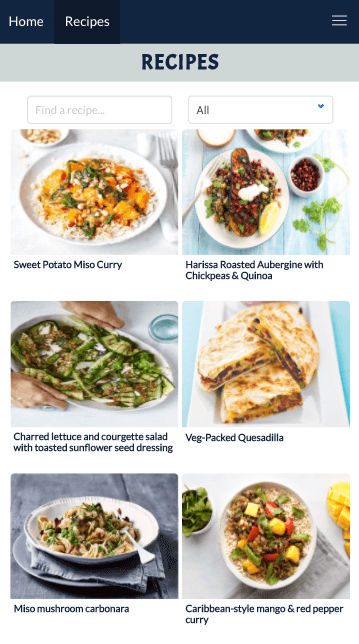 Home Recipes
RECIPES
Find a recipe... All
Sweet Potato Miso Curry
Harissa Roasted Aubergine with
Chickpeas & Quinoa
Charred lettuce and courgette salad
with toasted sunflower seed dressing
Veg-Packed Quesadilla
Miso mushroom carbonara
Caribbean-style mango & red pepper
curry